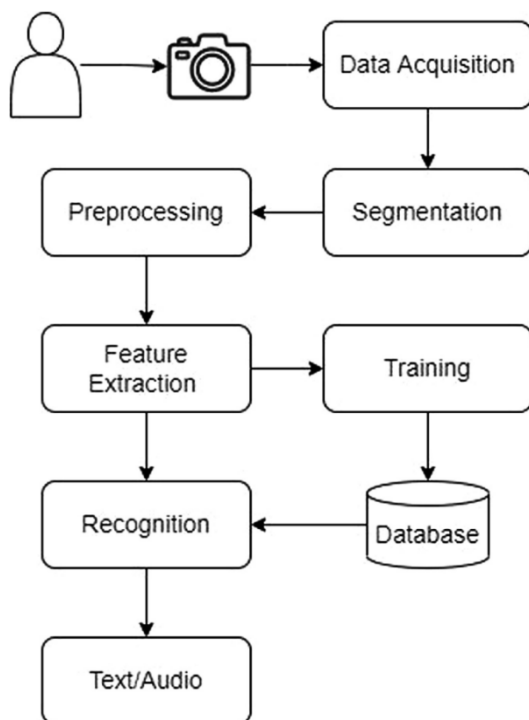 Data Acquisition
Preprocessing
Segmentation
Feature
Extraction
Training
Recognition
Database
Text/Audio